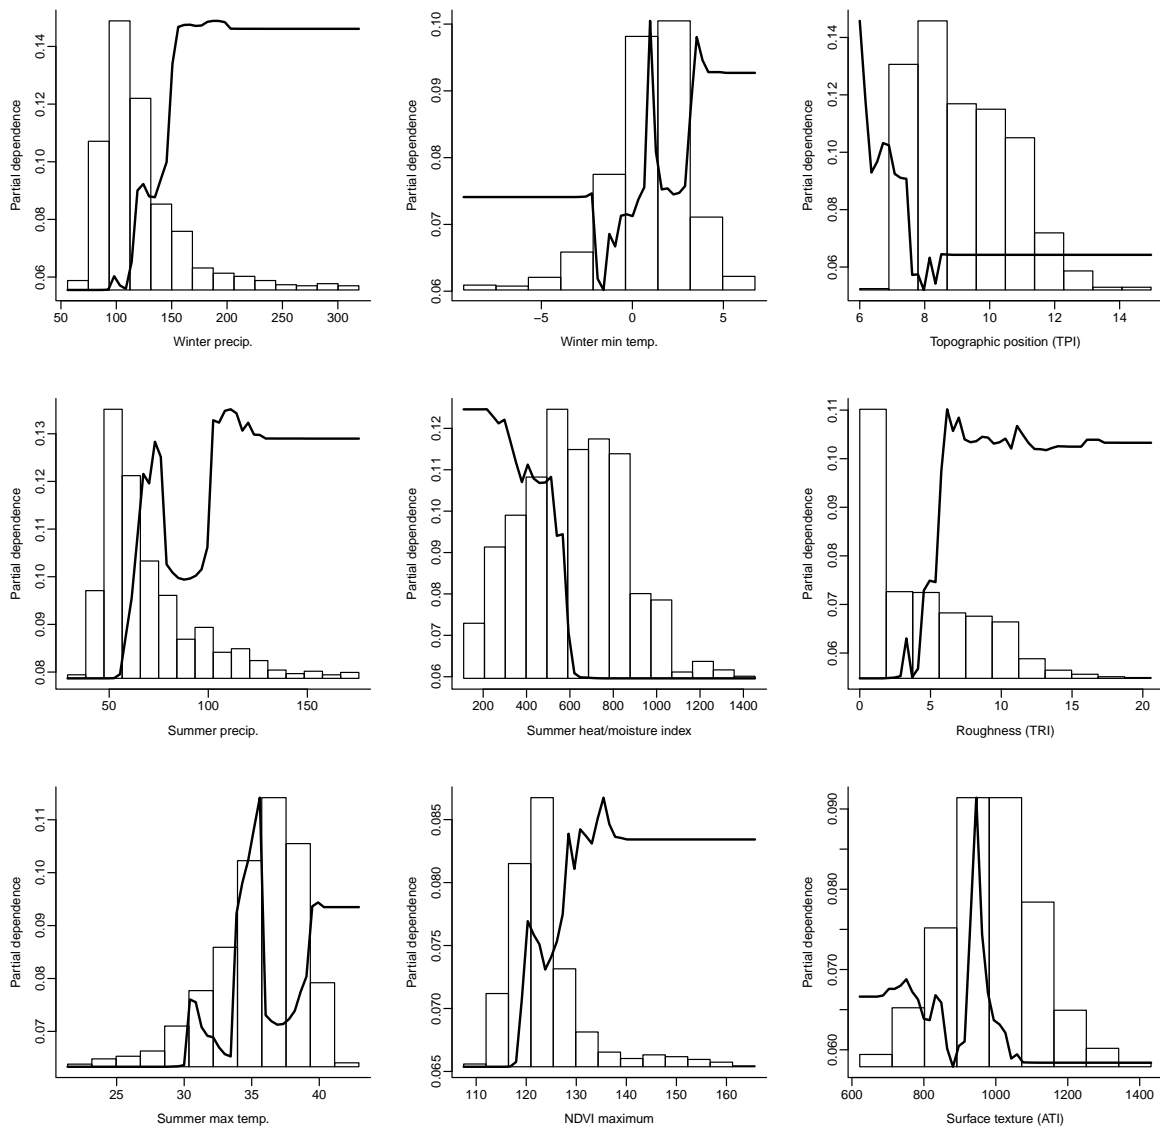 Partial dependence
0.06 0.08 0.10 0.12 0.14
50 100 150 200 250 300
Winter precip.
Partial dependence
0.06 0.07 0.08 0.09 0.10
−5 0 5
Winter min temp.
Partial dependence
0.06 0.08 0.10 0.12 0.14
6 8 10 12 14
Topographic position (TPI)
Partial dependence
0.08 0.09 0.10 0.11 0.12 0.13
50 100 150
Summer precip.
Partial dependence
0.06 0.07 0.08 0.09 0.10 0.11 0.12
200 400 600 800 1000 1200 1400
Summer heat/moisture index
Partial dependence
0.06 0.07 0.08 0.09 0.10 0.11
0 5 10 15 20
Roughness (TRI)
Partial dependence
0.07 0.08 0.09 0.10 0.11
25 30 35 40
Summer max temp.
Partial dependence
0.065 0.070 0.075 0.080 0.085
110 120 130 140 150 160
NDVI maximum
Partial dependence
0.060 0.070 0.080 0.090
600 800 1000 1200 1400
Surface texture (ATI)